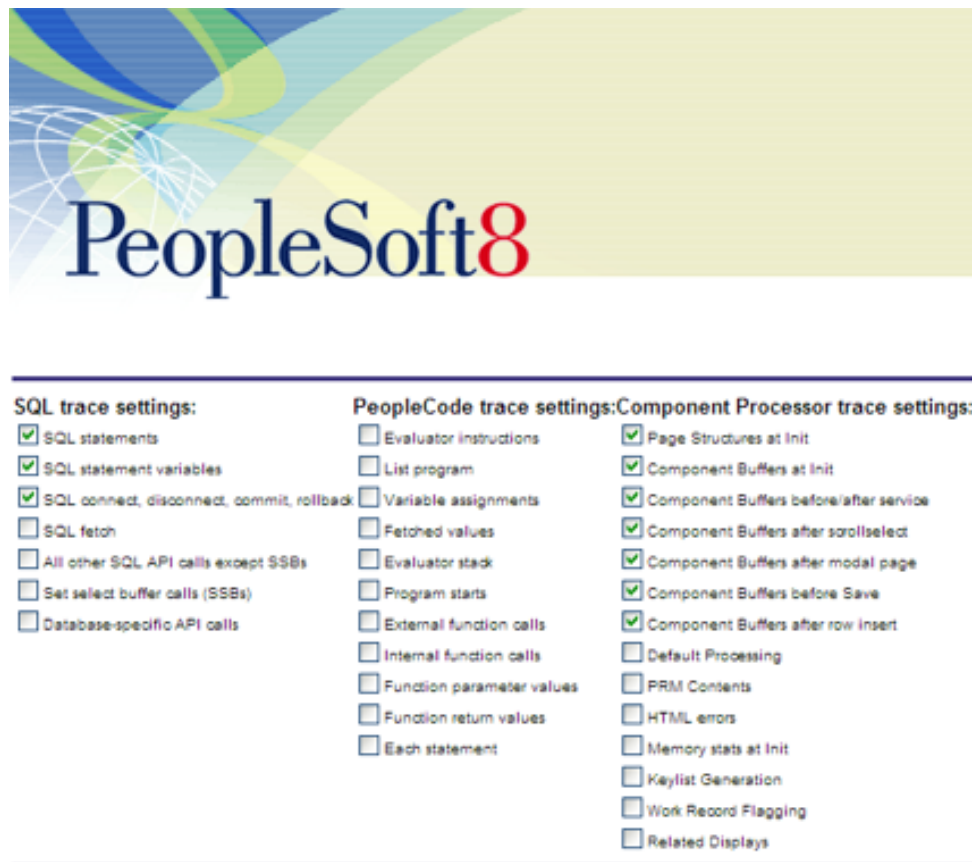 PeopleSoft8
SQL trace settings:
SQL statements
SQL statement variables
SQL connect, disconnect, commit, rollback
SQL fetch
All other SQL API calls except SSBs
Set select buffer calls (SSBs)
Database-specific API calls
PeopleCode trace settings:
Evaluator instructions
List program
Variable assignments
Fetched values
Evaluator stack
Program starts
External function calls
Internal function calls
Function parameter values
Function return values
Each statement
Component Processor trace settings:
Page Structures at Init
Component Buffers at Init
Component Buffers before/after service
Component Buffers after scrollselect
Component Buffers after modal page
Component Buffers before Save
Component Buffers after row insert
Default Processing
PRM Contents
HTML errors
Memory stats at Init
Keylist Generation
Work Record Flagging
Related Displays